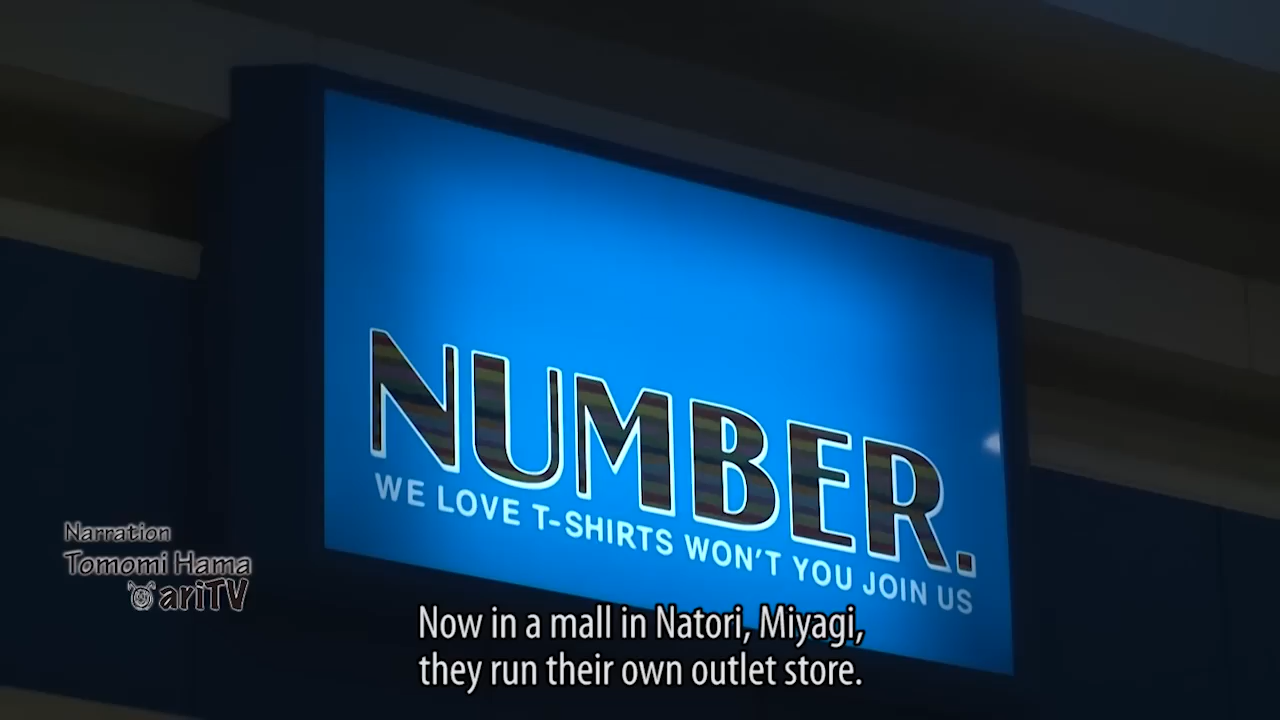 NUMBER.
WE LOVE T-SHIRTS WON'T YOU JOIN US
Narration
Tomomi Hama
ariTV
Now in a mall in Natori, Miyagi,
they run their own outlet store.